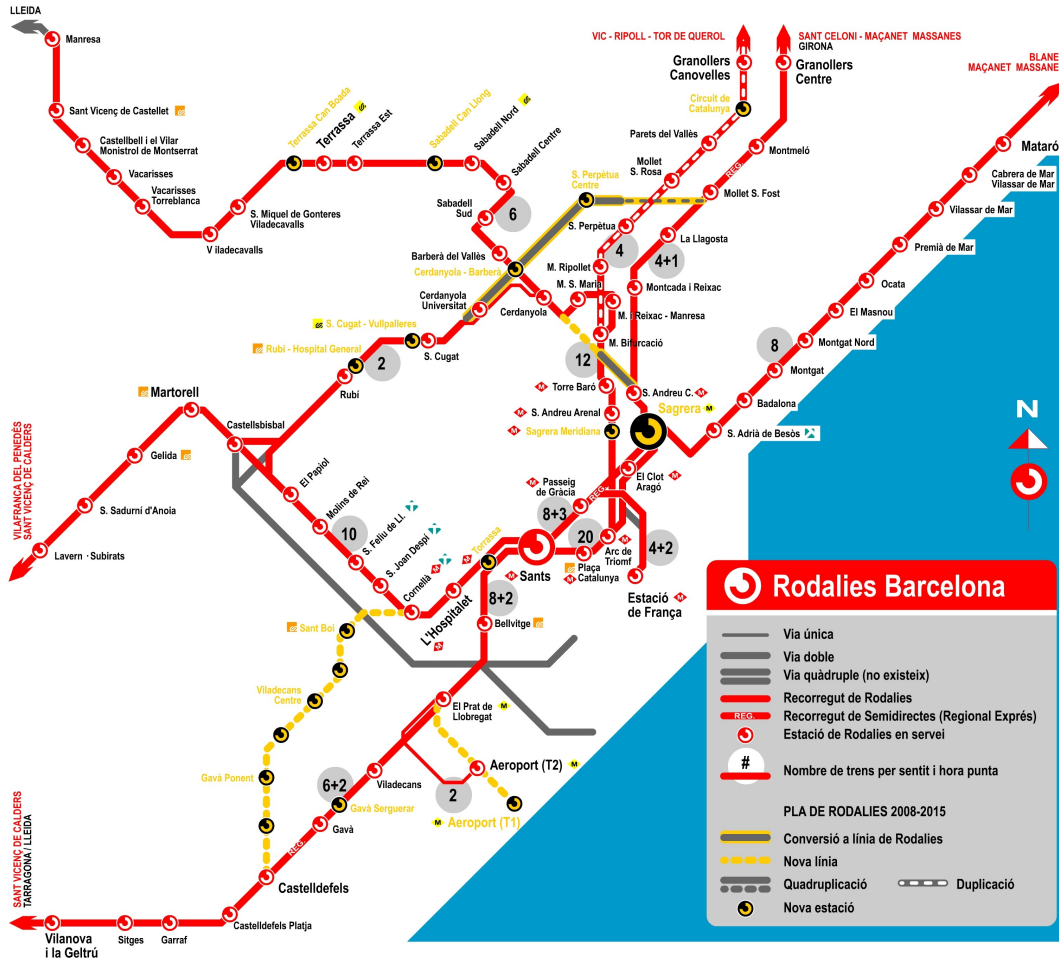 LLEIDA
Manresa
VIC - RIPOLL - TOR DE QUEROL
SANT CELONI - MAÇANET MASSANES
GIRONA
BLANE
MAÇANET MASSANE
Granollers
Canovelles
Granollers
Centre
Sant Vicenç de Castellet
Castellbell i el Vilar
Monistrol de Montserrat
Vacarisses
Vacarisses
Torreblanca
V iladecavalls
S. Miquel de Gonteres
Viladecavalls
Terrassa Can Boada
Terrassa
Terrassa Est
Sabadell Can Llong
Sabadell Nord
Sabadell Centre
Sabadell
Sud
6
Barberà del Vallès
Cerdanyola - Barberà
Cerdanyola
Universitat
Cerdanyola
S. Perpètua
Centre
Circuit de
Catalunya
Parets del Vallès
Mollet
S. Rosa
Montmeló
REG.
Mollet S. Fost
S. Perpètua
4
La Llagosta
4+1
M. Ripollet
M. S. Maria
Montcada i Reixac
M. i Reixac - Manresa
M. Bifurcació
12
Mataró
Cabrera de Mar
Vilassar de Mar
Vilassar de Mar
Premià de Mar
Ocata
El Masnou
Montgat Nord
8
Montgat
Badalona
S. Adrià de Besòs
S. Cugat - Vullpalleres
Rubí - Hospital General
2
S. Cugat
Rubí
Torre Baró
S. Andreu C.
S. Andreu Arenal
Sagrera
Sagrera Meridiana
Martorell
Castellsbisbal
Gelida
S. Sadurní d'Anoia
Lavern · Subirats
VILAFRANCA DEL PENEDÈS
SANT VICENÇ DE CALDERS
El Papiol
Molins de Rei
10
S. Feliu de Ll.
S. Joan Despí
Cornellà
L'Hospitalet
Torrassa
Sants
8+3
REG.
Passeig
de Gràcia
El Clot
Aragó
20
Plaça
Catalunya
Arc de
Triomf
4+2
Estació
de França
8+2
Bellvitge
Sant Boi
Viladecans
Centre
Gavà Ponent
El Prat de
Llobregat
Aeroport (T2)
2
Aeroport (T1)
Viladecans
6+2
Gavà Serguerar
Gavà
REG.
Castelldefels
Castelldefels Platja
Garraf
Sitges
Vilanova
i la Geltrú
SANT VICENÇ DE CALDERS
TARRAGONA / LLEIDA
N
Rodalies Barcelona
Via única
Via doble
Via quàdruple (no existeix)
Recorregut de Rodalies
REG. Recorregut de Semidirectes (Regional Exprés)
Estació de Rodalies en servei
# Nombre de trens per sentit i hora punta
PLA DE RODALIES 2008-2015
Conversió a línia de Rodalies
Nova línia
Quadruplicació
Duplicació
Nova estació